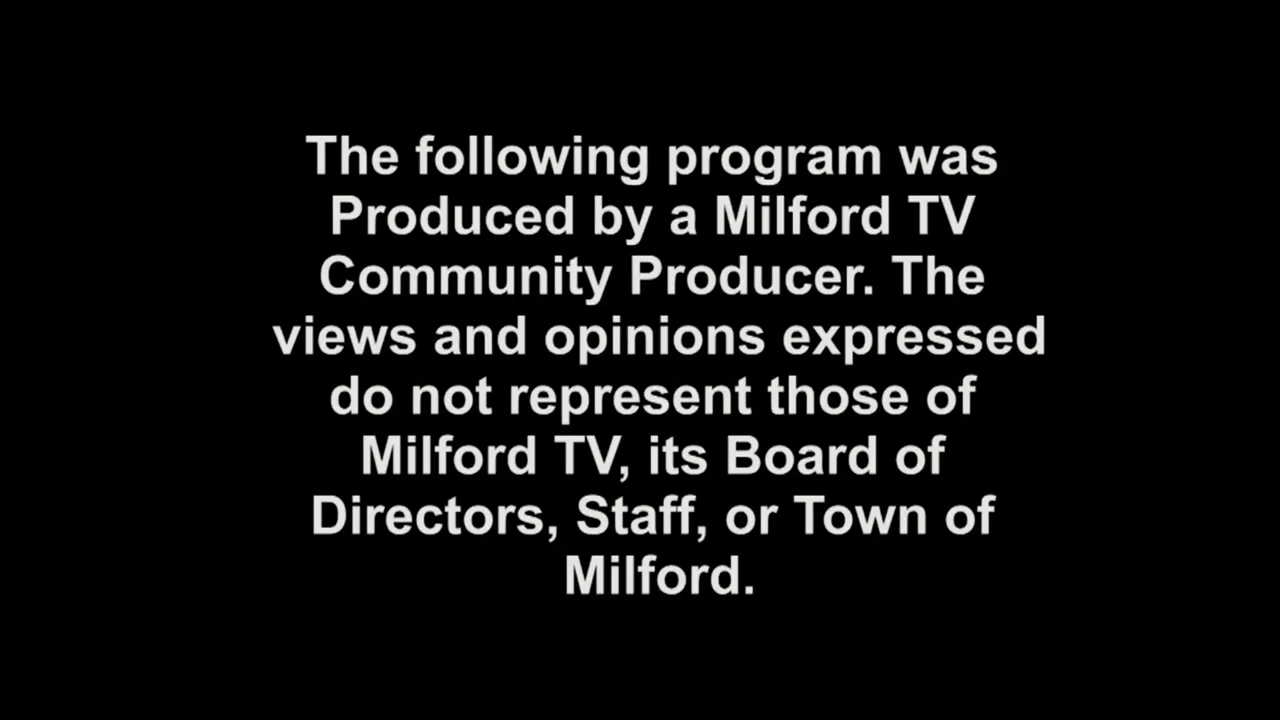 The following program was
Produced by a Milford TV
Community Producer. The
views and opinions expressed
do not represent those of
Milford TV, its Board of
Directors, Staff, or Town of
Milford.